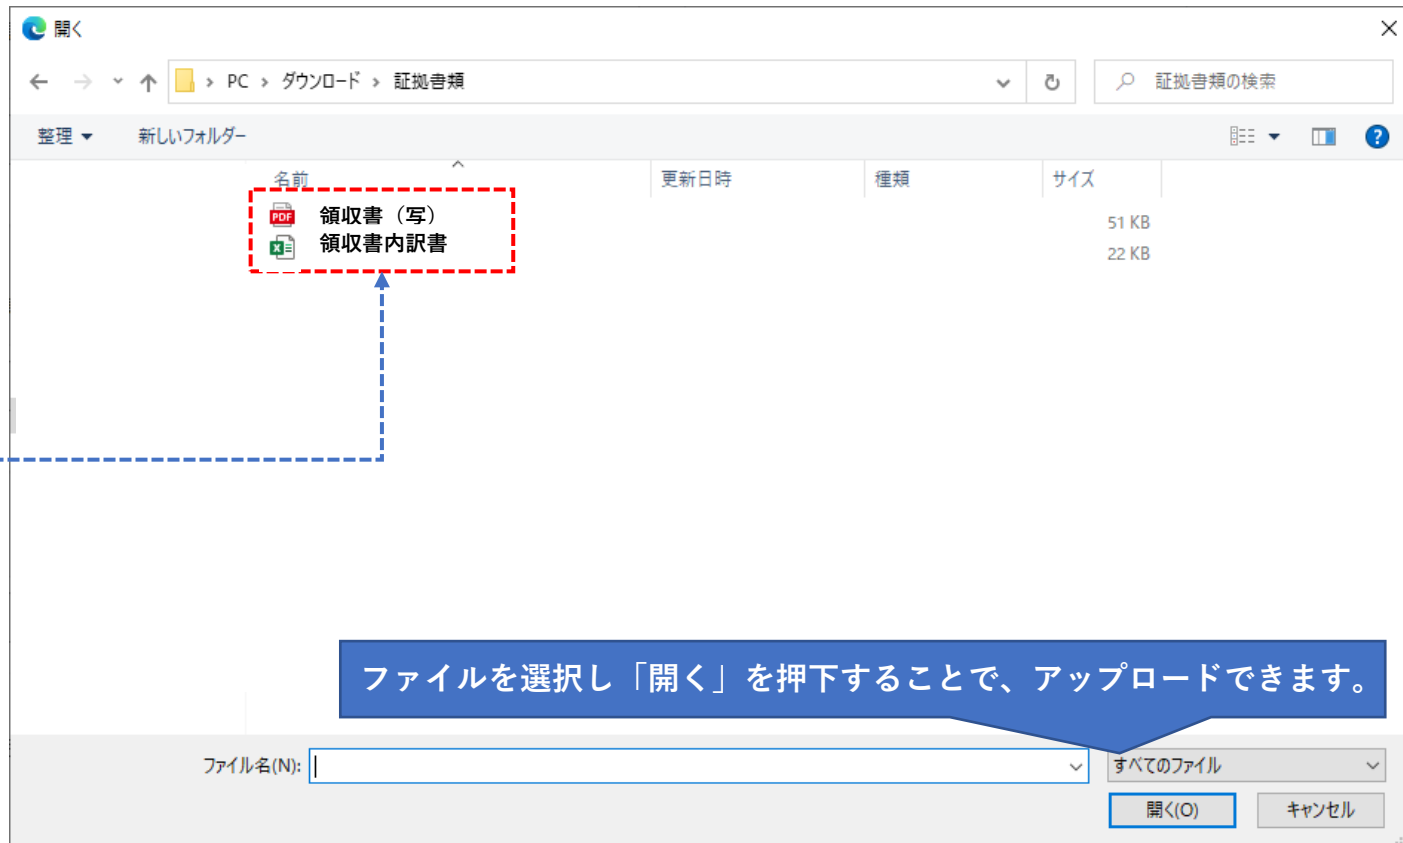 開く
PC > ダウンロード > 証拠書類
証拠書類の検索
整理 新しいフォルダー
名前 更新日時 種類 サイズ
PDF 領収書（写） 51 KB
領収書内訳書 22 KB
ファイルを選択し「開く」を押下することで、アップロードできます。
ファイル名(N): すべてのファイル
開く(O) キャンセル